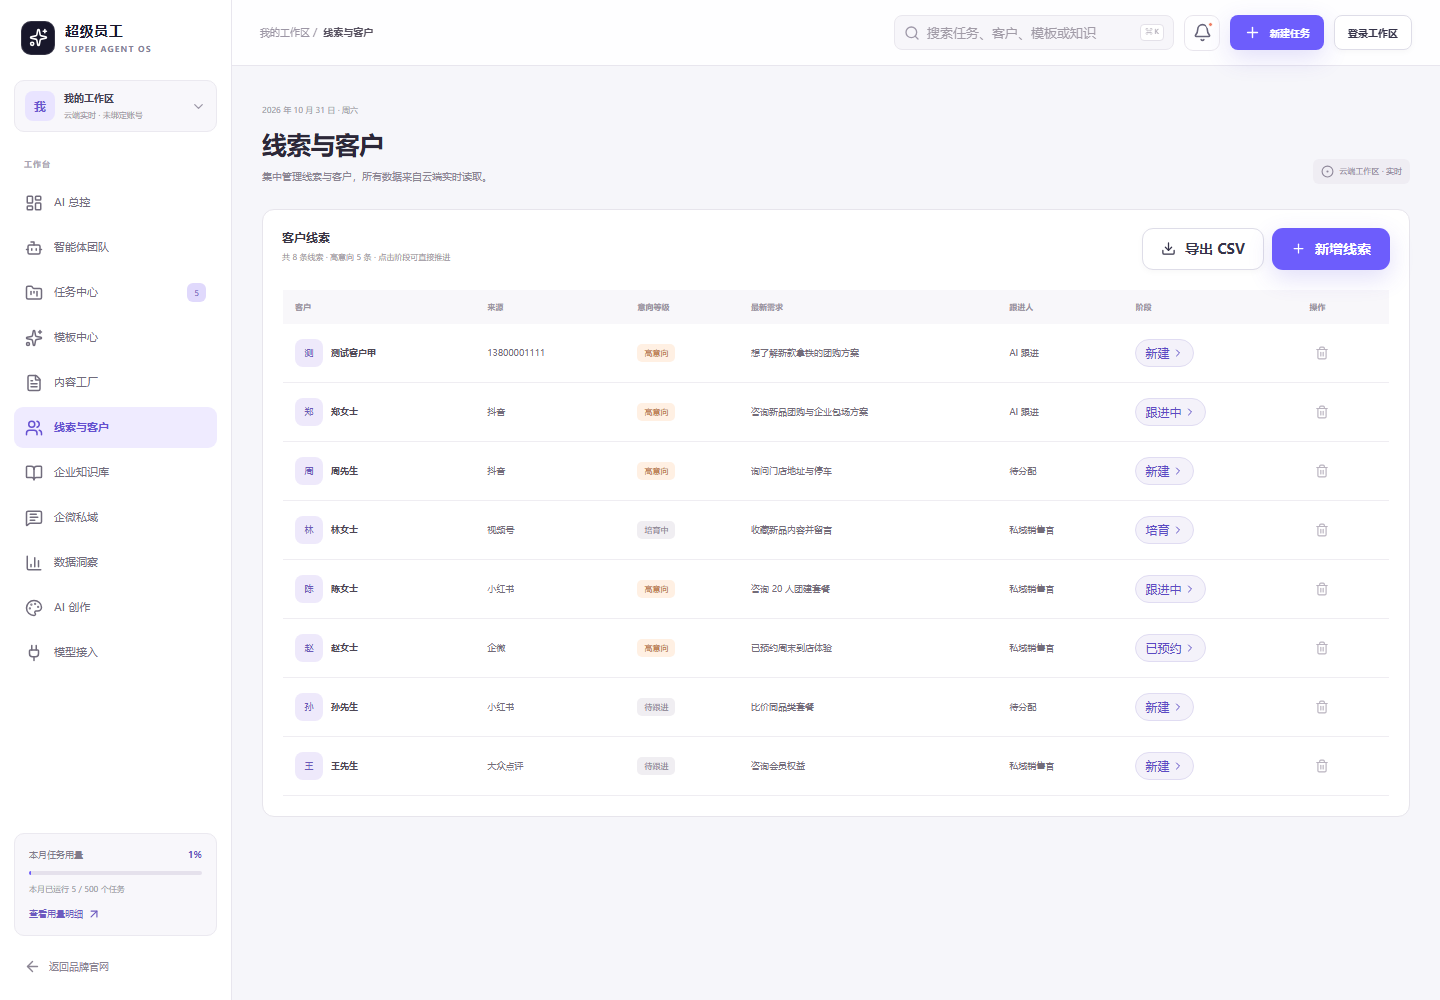 超级员工
SUPER AGENT OS
我的工作区 / 线索与客户
搜索任务、客户、模板或知识
⌘ K
新建任务
登录工作区
我
我的工作区
云端实时 · 未绑定账号
工作台
AI 总控
智能体团队
任务中心
5
模板中心
内容工厂
线索与客户
企业知识库
企微私域
数据洞察
AI 创作
模型接入
本月任务用量
1%
本月已运行 5 / 500 个任务
查看用量明细
返回品牌官网
2026 年 10 月 31 日 · 周六
线索与客户
集中管理线索与客户，所有数据来自云端实时读取。
云端工作区 · 实时
客户线索
共 8 条线索 · 高意向 5 条 · 点击阶段可直接推进
导出 CSV
新增线索
客户 来源 意向等级 最新需求 跟进人 阶段 操作
测 测试客户甲 13800001111 高意向 想了解新款拿铁的团购方案 AI 跟进 新建
郑 郑女士 抖音 高意向 咨询新品团购与企业包场方案 AI 跟进 跟进中
周 周先生 抖音 高意向 询问门店地址与停车 待分配 新建
林 林女士 视频号 培育中 收藏新品内容并留言 私域销售官 培育
陈 陈女士 小红书 高意向 咨询 20 人团建套餐 私域销售官 跟进中
赵 赵女士 企微 高意向 已预约周末到店体验 私域销售官 已预约
孙 孙先生 小红书 待跟进 比价同品类套餐 待分配 新建
王 王先生 大众点评 待跟进 咨询会员权益 私域销售官 新建